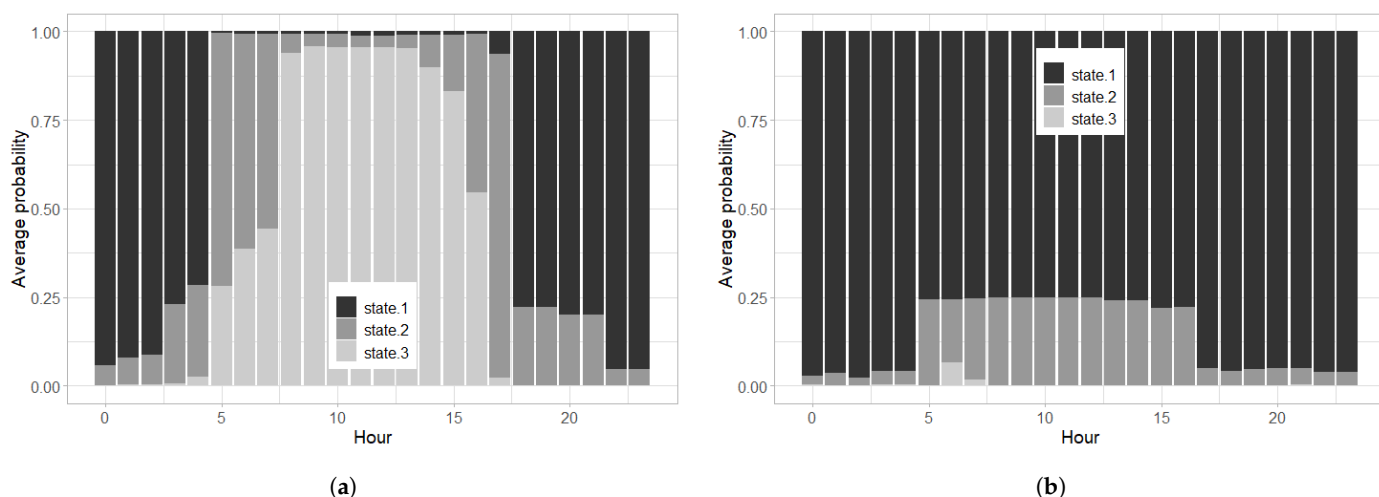 1.00
0.75
0.50
0.25
0.00
Average probability
state.1
state.2
state.3
0 5 10 15 20
Hour
(a)
1.00
0.75
0.50
0.25
0.00
Average probability
state.1
state.2
state.3
0 5 10 15 20
Hour
(b)